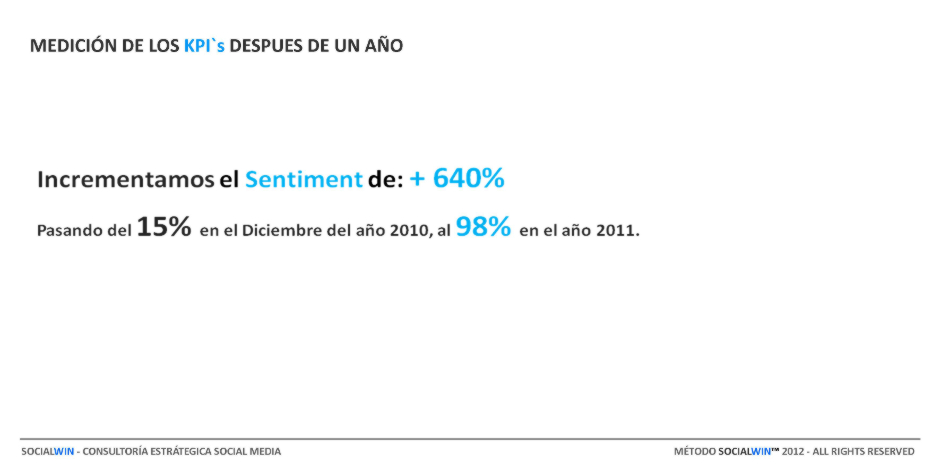 MEDICIÓN DE LOS KPI`s DESPUES DE UN AÑO
Incrementamos el Sentiment de: + 640%
Pasando del 15% en el Diciembre del año 2010, al 98% en el año 2011.
SOCIALWIN - CONSULTORÍA ESTRÁTEGICA SOCIAL MEDIA
MÉTODO SOCIALWIN™ 2012 - ALL RIGHTS RESERVED